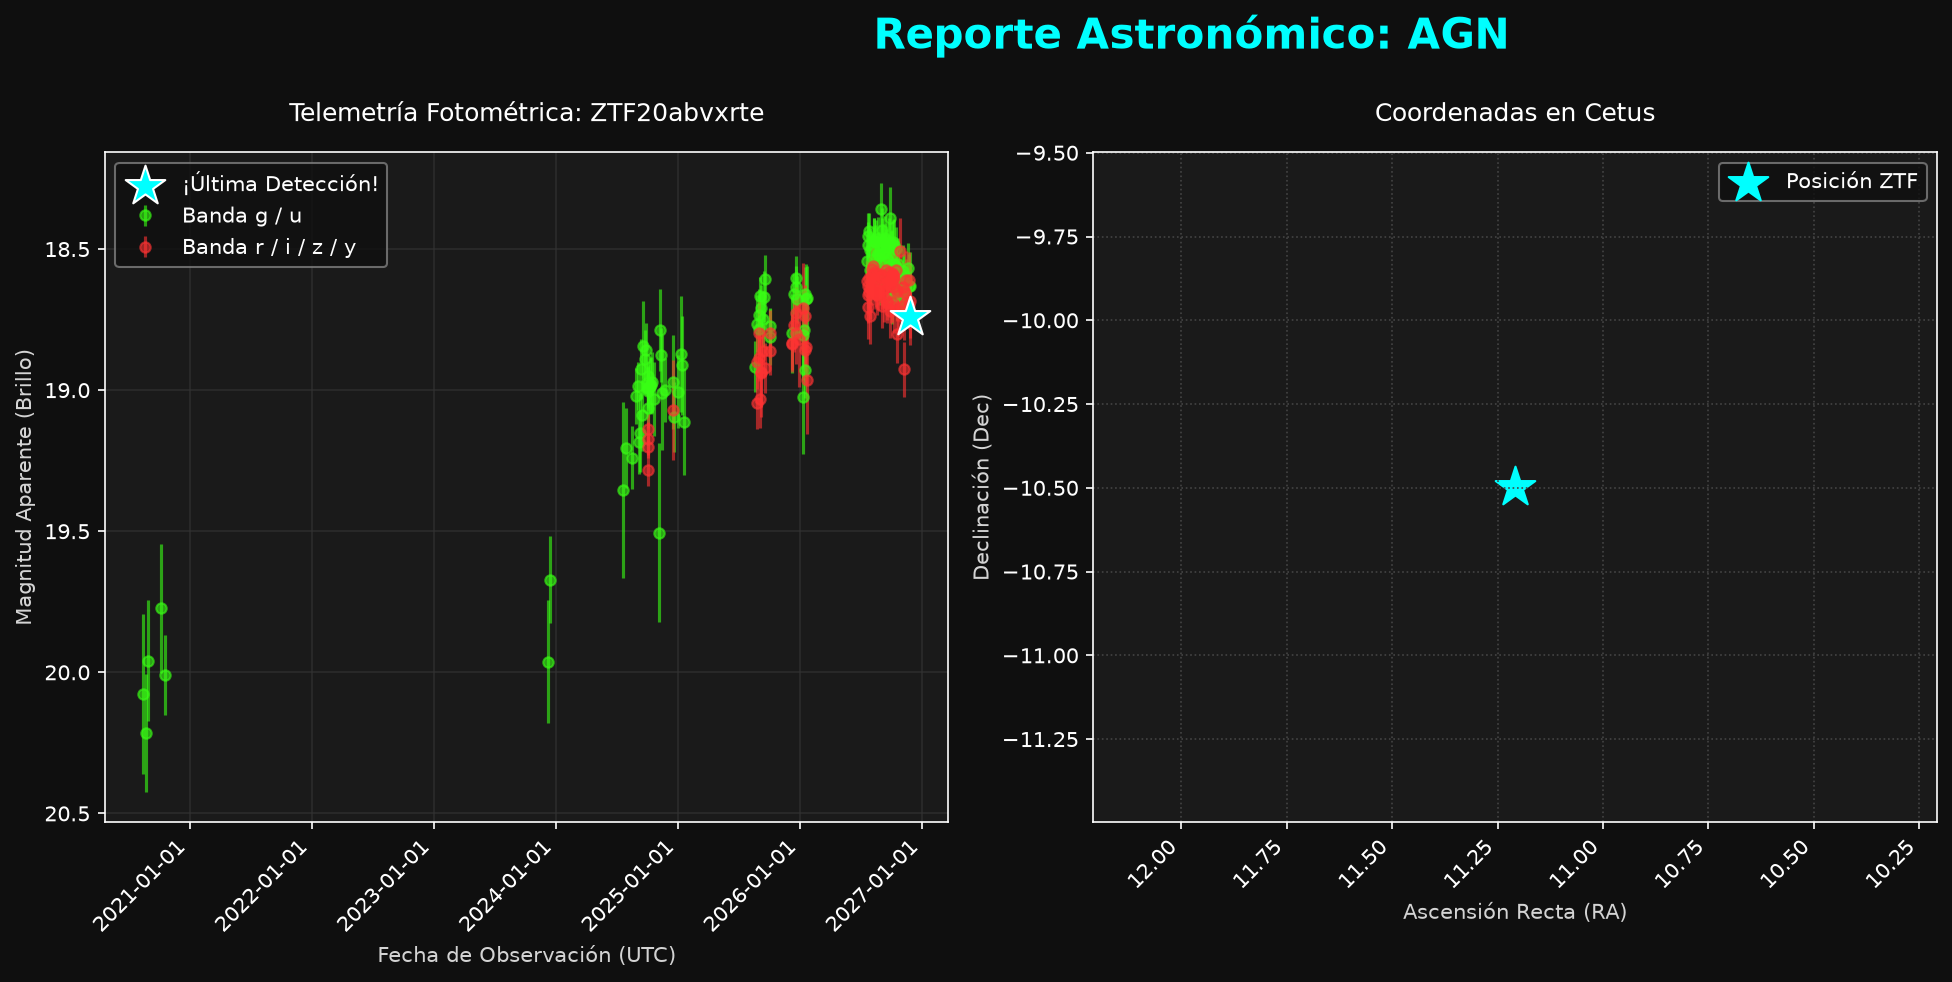 Reporte Astronómico: AGN
Telemetría Fotométrica: ZTF20abvxrte
¡Última Detección!
Banda g / u
Banda r / i / z / y
Magnitud Aparente (Brillo)
18.5
19.0
19.5
20.0
20.5
2021-01-01
2022-01-01
2023-01-01
2024-01-01
2025-01-01
2026-01-01
2027-01-01
Fecha de Observación (UTC)
Coordenadas en Cetus
Posición ZTF
Declinación (Dec)
−9.50
−9.75
−10.00
−10.25
−10.50
−10.75
−11.00
−11.25
12.00
11.75
11.50
11.25
11.00
10.75
10.50
10.25
Ascensión Recta (RA)